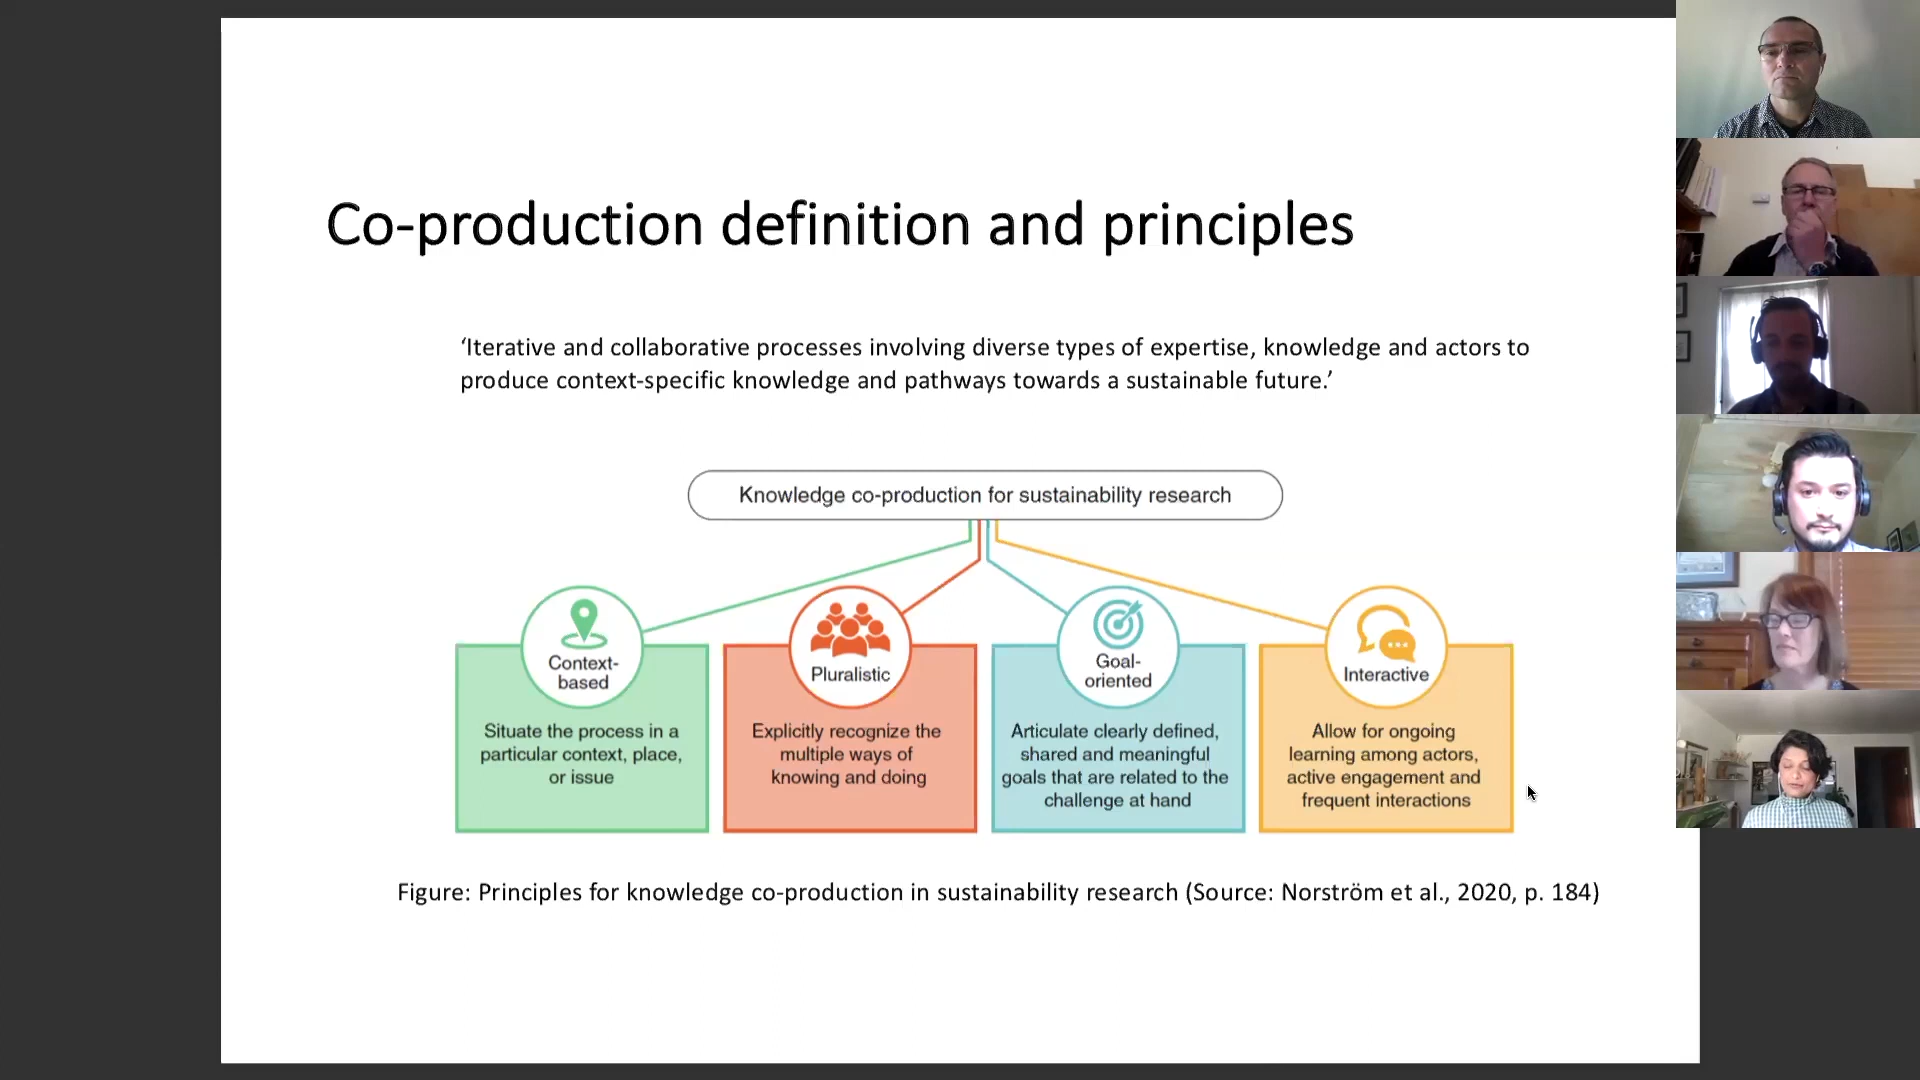 Co-production definition and principles
‘Iterative and collaborative processes involving diverse types of expertise, knowledge and actors to
produce context-specific knowledge and pathways towards a sustainable future.’
Knowledge co-production for sustainability research
Context-
based
Situate the process in a
particular context, place,
or issue
Pluralistic
Explicitly recognize the
multiple ways of
knowing and doing
Goal-
oriented
Articulate clearly defined,
shared and meaningful
goals that are related to the
challenge at hand
Interactive
Allow for ongoing
learning among actors,
active engagement and
frequent interactions
Figure: Principles for knowledge co-production in sustainability research (Source: Norström et al., 2020, p. 184)